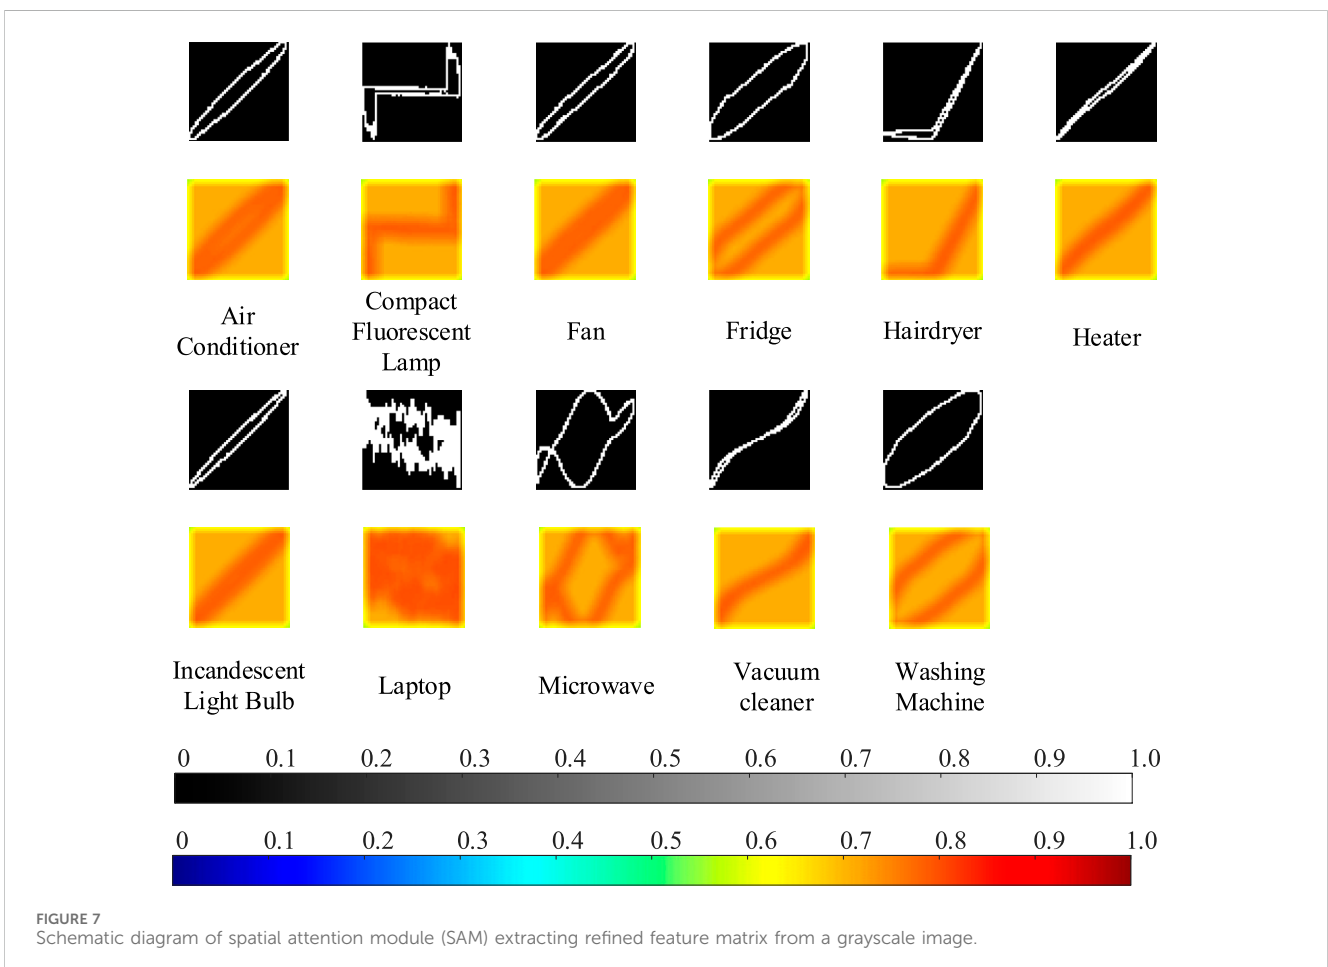 Air
Conditioner
Compact
Fluorescent
Lamp
Fan
Fridge
Hairdryer
Heater
Incandescent
Light Bulb
Laptop
Microwave
Vacuum
cleaner
Washing
Machine
0 0.1 0.2 0.3 0.4 0.5 0.6 0.7 0.8 0.9 1.0
0 0.1 0.2 0.3 0.4 0.5 0.6 0.7 0.8 0.9 1.0
FIGURE 7
Schematic diagram of spatial attention module (SAM) extracting refined feature matrix from a grayscale image.